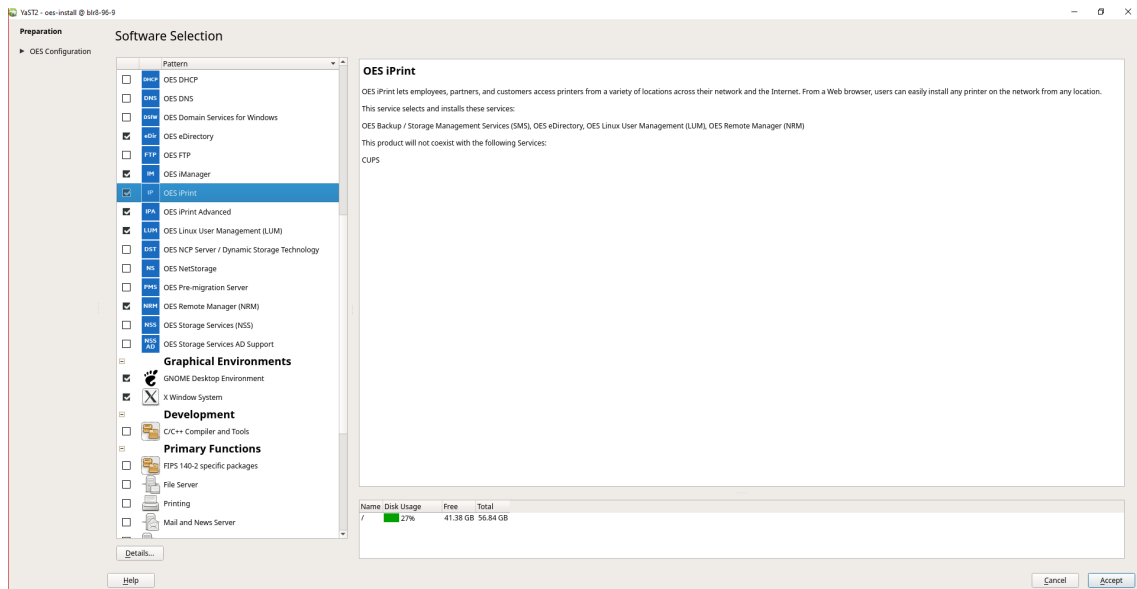 YaST2 - oes-install @ blr8-96-9
Preparation
OES Configuration
Software Selection
Pattern
DHCP OES DHCP
DNS OES DNS
DSfW OES Domain Services for Windows
eDir OES eDirectory
FTP OES FTP
IM OES iManager
IP OES iPrint
IPA OES iPrint Advanced
LUM OES Linux User Management (LUM)
DST OES NCP Server / Dynamic Storage Technology
NS OES NetStorage
PMS OES Pre-migration Server
NRM OES Remote Manager (NRM)
NSS OES Storage Services (NSS)
NSS AD OES Storage Services AD Support
Graphical Environments
GNOME Desktop Environment
X Window System
Development
C/C++ Compiler and Tools
Primary Functions
FIPS 140-2 specific packages
File Server
Printing
Mail and News Server
Details...
OES iPrint
OES iPrint lets employees, partners, and customers access printers from a variety of locations across their network and the Internet. From a Web browser, users can easily install any printer on the network from any location.
This service selects and installs these services:
OES Backup / Storage Management Services (SMS), OES eDirectory, OES Linux User Management (LUM), OES Remote Manager (NRM)
This product will not coexist with the following Services:
CUPS
Name Disk Usage Free Total
/ 27% 41.38 GB 56.84 GB
Help
Cancel
Accept